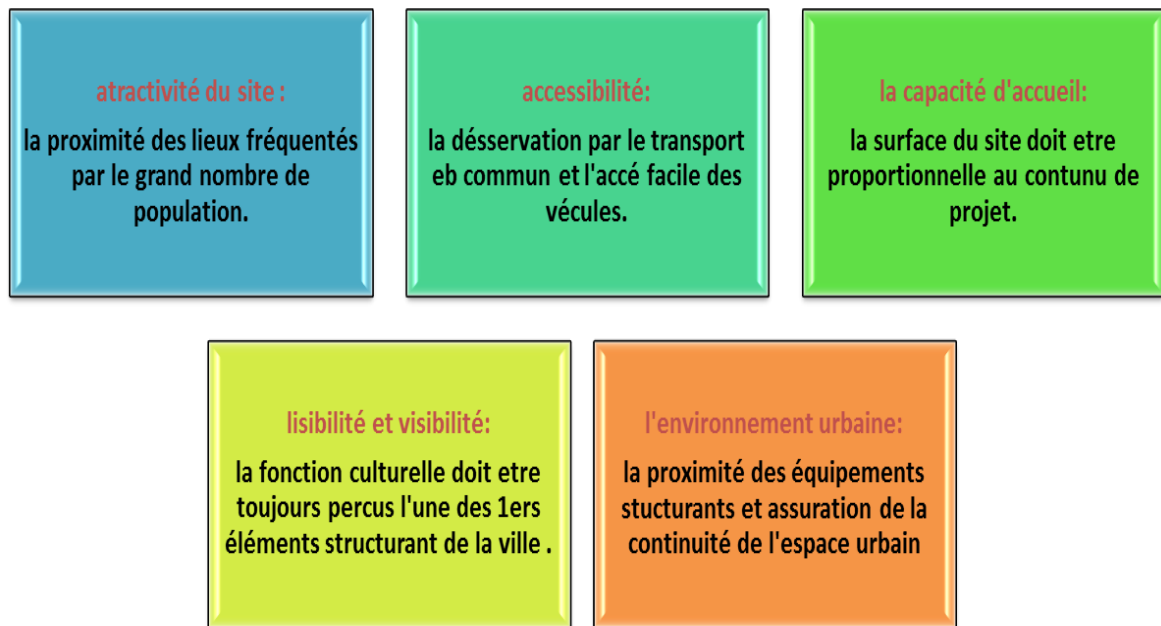 atractivité du site :
la proximité des lieux fréquentés
par le grand nombre de
population.
accessibilité:
la désservation par le transport
eb commun et l'accé facile des
vécules.
la capacité d'accueil:
la surface du site doit etre
proportionnelle au contunu de
projet.
lisibilité et visibilité:
la fonction culturelle doit etre
toujours percus l'une des 1ers
éléments structurant de la ville .
l'environnement urbaine:
la proximité des équipements
stucturants et assuration de la
continuité de l'espace urbain